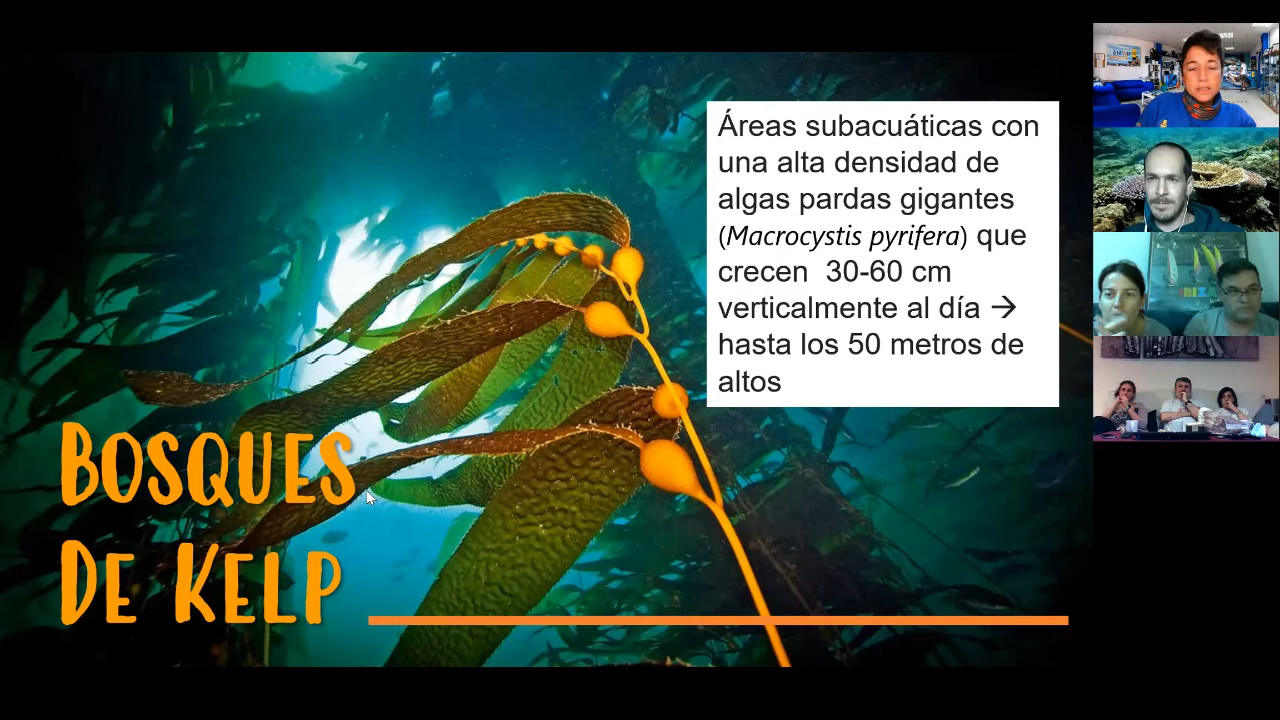 Áreas subacuáticas con
una alta densidad de
algas pardas gigantes
(Macrocystis pyrifera) que
crecen 30-60 cm
verticalmente al día →
hasta los 50 metros de
altos
BOSQUES
DE KELP